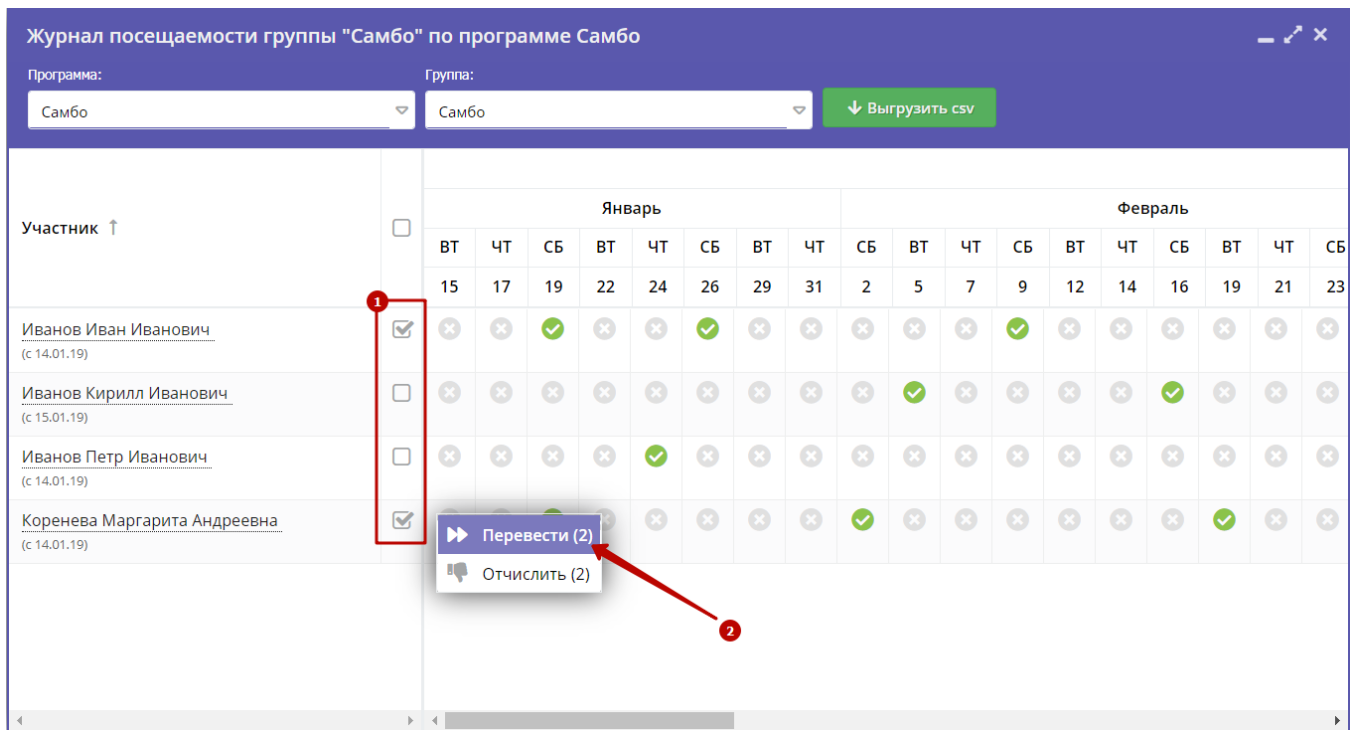 Журнал посещаемости группы "Самбо" по программе Самбо
Программа: Группа:
Самбо Самбо Выгрузить csv
Участник
Январь Февраль
ВТ ЧТ СБ ВТ ЧТ СБ ВТ ЧТ СБ ВТ ЧТ СБ ВТ ЧТ СБ ВТ ЧТ СБ
15 17 19 22 24 26 29 31 2 5 7 9 12 14 16 19 21 23
1
Иванов Иван Иванович
(с 14.01.19)
Иванов Кирилл Иванович
(с 15.01.19)
Иванов Петр Иванович
(с 14.01.19)
Коренева Маргарита Андреевна
(с 14.01.19)
Перевести (2)
Отчислить (2)
2